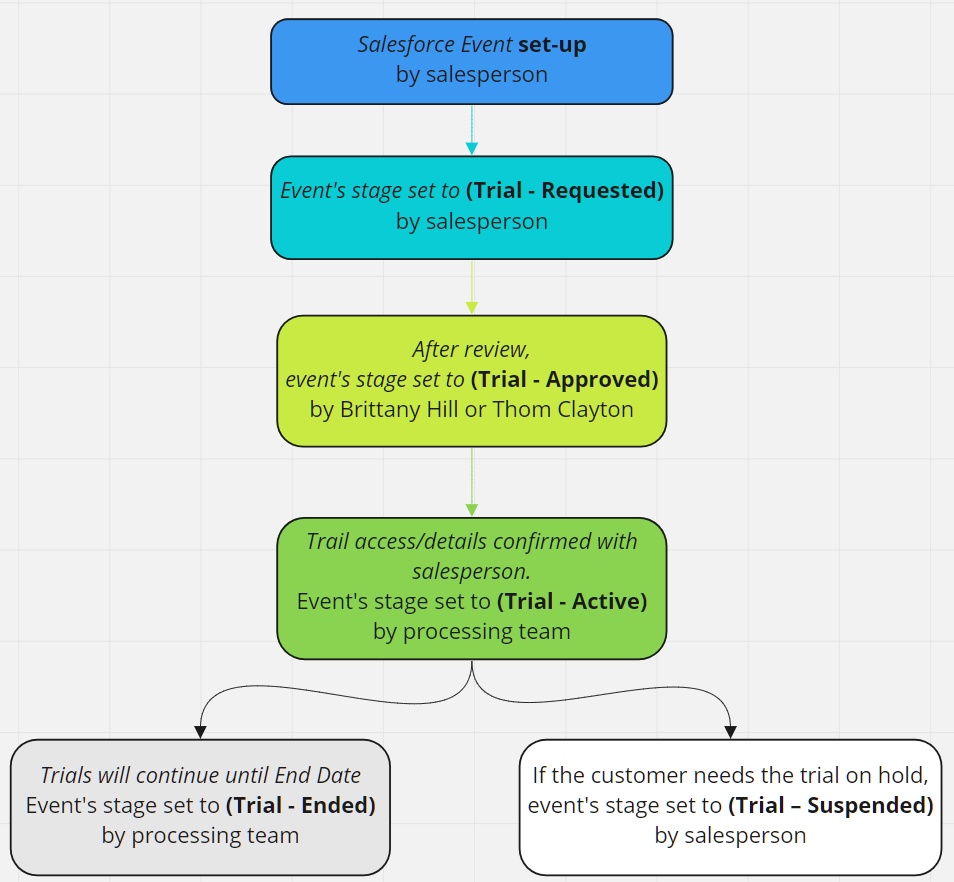 Salesforce Event set-up
by salesperson
Event's stage set to (Trial - Requested)
by salesperson
After review,
event's stage set to (Trial - Approved)
by Brittany Hill or Thom Clayton
Trail access/details confirmed with
salesperson.
Event's stage set to (Trial - Active)
by processing team
Trials will continue until End Date
Event's stage set to (Trial - Ended)
by processing team
If the customer needs the trial on hold,
event's stage set to (Trial – Suspended)
by salesperson